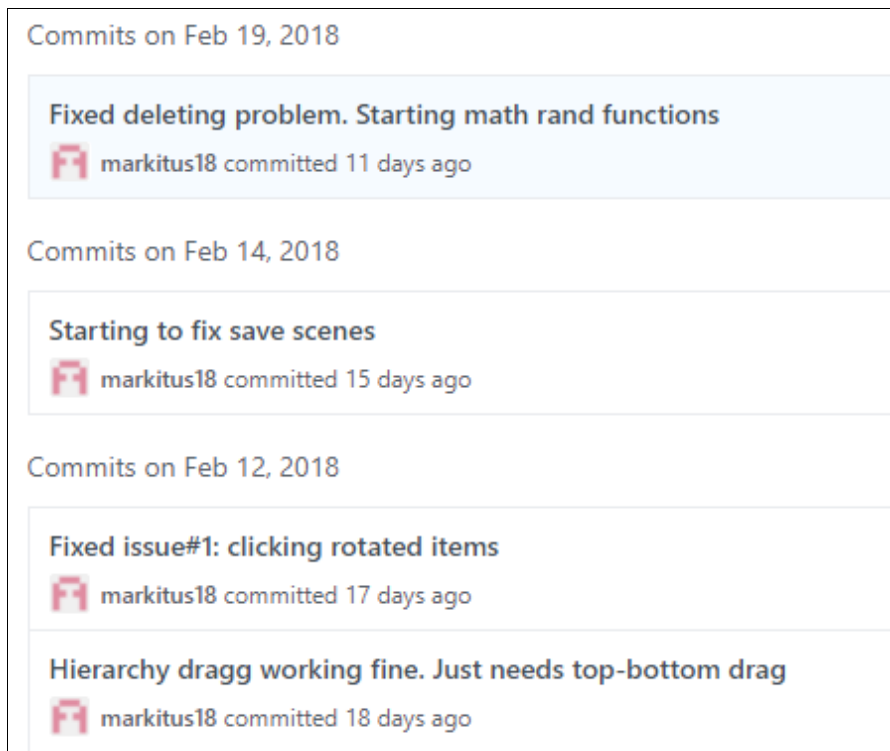 Commits on Feb 19, 2018
Fixed deleting problem. Starting math rand functions
markitus18 committed 11 days ago
Commits on Feb 14, 2018
Starting to fix save scenes
markitus18 committed 15 days ago
Commits on Feb 12, 2018
Fixed issue#1: clicking rotated items
markitus18 committed 17 days ago
Hierarchy dragg working fine. Just needs top-bottom drag
markitus18 committed 18 days ago